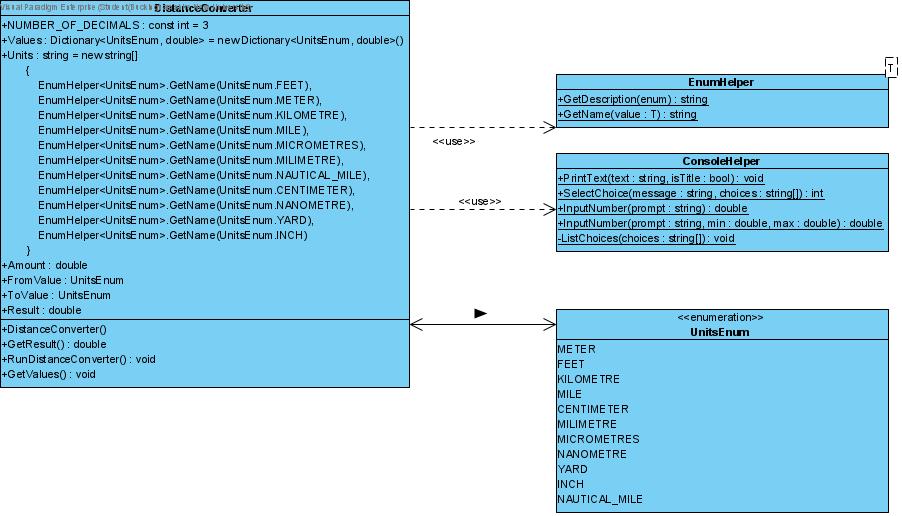 Visual Paradigm Enterprise
DistanceConverter
+NUMBER_OF_DECIMALS : const int = 3
+Values : Dictionary<UnitsEnum, double> = new Dictionary<UnitsEnum, double>()
+Units : string = new string[]
{
EnumHelper<UnitsEnum>.GetName(UnitsEnum.FEET),
EnumHelper<UnitsEnum>.GetName(UnitsEnum.METER),
EnumHelper<UnitsEnum>.GetName(UnitsEnum.KILOMETRE),
EnumHelper<UnitsEnum>.GetName(UnitsEnum.MILE),
EnumHelper<UnitsEnum>.GetName(UnitsEnum.MICROMETRES),
EnumHelper<UnitsEnum>.GetName(UnitsEnum.MILIMETRE),
EnumHelper<UnitsEnum>.GetName(UnitsEnum.NAUTICAL_MILE),
EnumHelper<UnitsEnum>.GetName(UnitsEnum.CENTIMETER),
EnumHelper<UnitsEnum>.GetName(UnitsEnum.NANOMETRE),
EnumHelper<UnitsEnum>.GetName(UnitsEnum.YARD),
EnumHelper<UnitsEnum>.GetName(UnitsEnum.INCH)
}
+Amount : double
+FromValue : UnitsEnum
+ToValue : UnitsEnum
+Result : double
+DistanceConverter()
+GetResult() : double
+RunDistanceConverter() : void
+GetValues() : void
<<use>>
<<use>>
T
EnumHelper
+GetDescription(enum) : string
+GetName(value : T) : string
ConsoleHelper
+PrintText(text : string, isTitle : bool) : void
+SelectChoice(message : string, choices : string[]) : int
+InputNumber(prompt : string) : double
+InputNumber(prompt : string, min : double, max : double) : double
-ListChoices(choices : string[]) : void
<<enumeration>>
UnitsEnum
METER
FEET
KILOMETRE
MILE
CENTIMETER
MILIMETRE
MICROMETRES
NANOMETRE
YARD
INCH
NAUTICAL_MILE